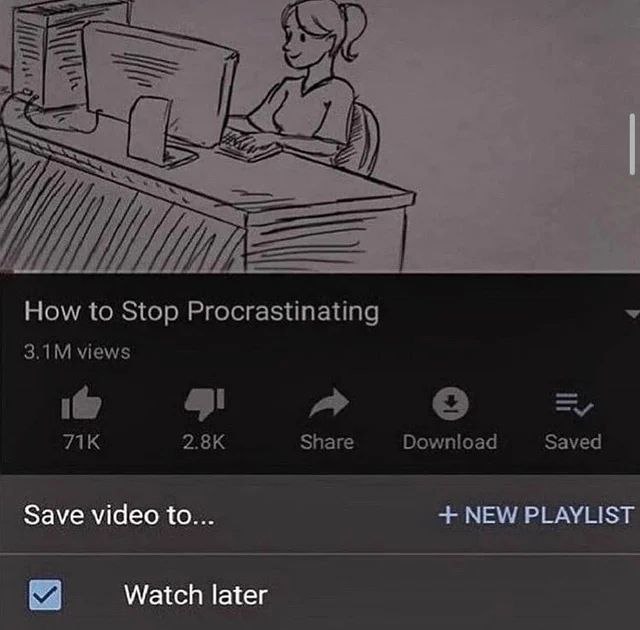 How to Stop Procrastinating
3.1M views
71K 2.8K Share Download Saved
Save video to... + NEW PLAYLIST
Watch later